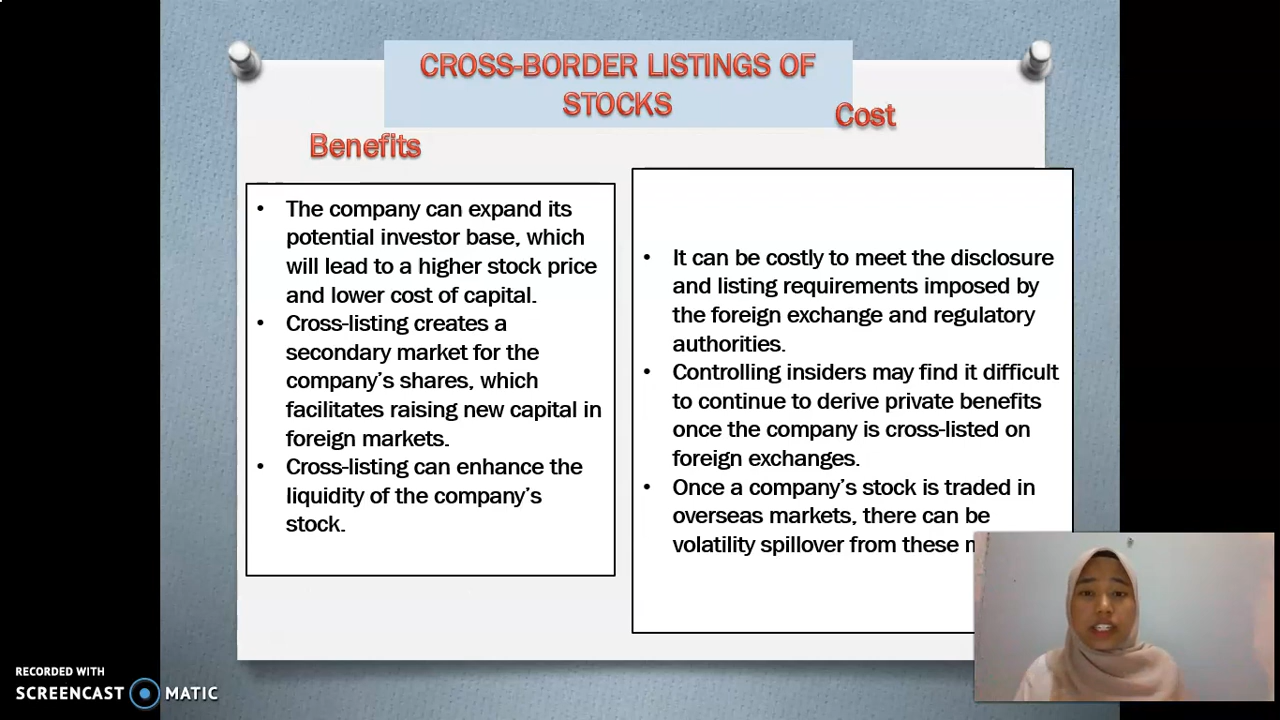 CROSS-BORDER LISTINGS OF
STOCKS
Benefits
• The company can expand its
potential investor base, which
will lead to a higher stock price
and lower cost of capital.
• Cross-listing creates a
secondary market for the
company's shares, which
facilitates raising new capital in
foreign markets.
• Cross-listing can enhance the
liquidity of the company's
stock.
Cost
• It can be costly to meet the disclosure
and listing requirements imposed by
the foreign exchange and regulatory
authorities.
• Controlling insiders may find it difficult
to continue to derive private benefits
once the company is cross-listed on
foreign exchanges.
• Once a company's stock is traded in
overseas markets, there can be
volatility spillover from these
RECORDED WITH
SCREENCAST MATIC